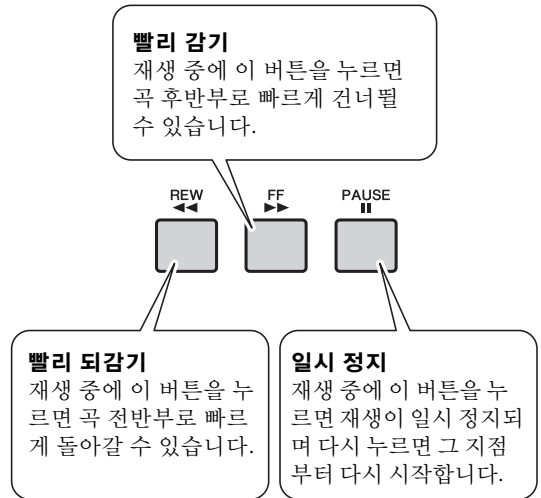 빨리 감기
재생 중에 이 버튼을 누르면
곡 후반부로 빠르게 건너뛸
수 있습니다.
REW
FF
PAUSE
빨리 되감기
재생 중에 이 버튼을 누
르면 곡 전반부로 빠르
게 돌아갈 수 있습니다.
일시 정지
재생 중에 이 버튼을 누
르면 재생이 일시 정지되
며 다시 누르면 그 지점
부터 다시 시작합니다.